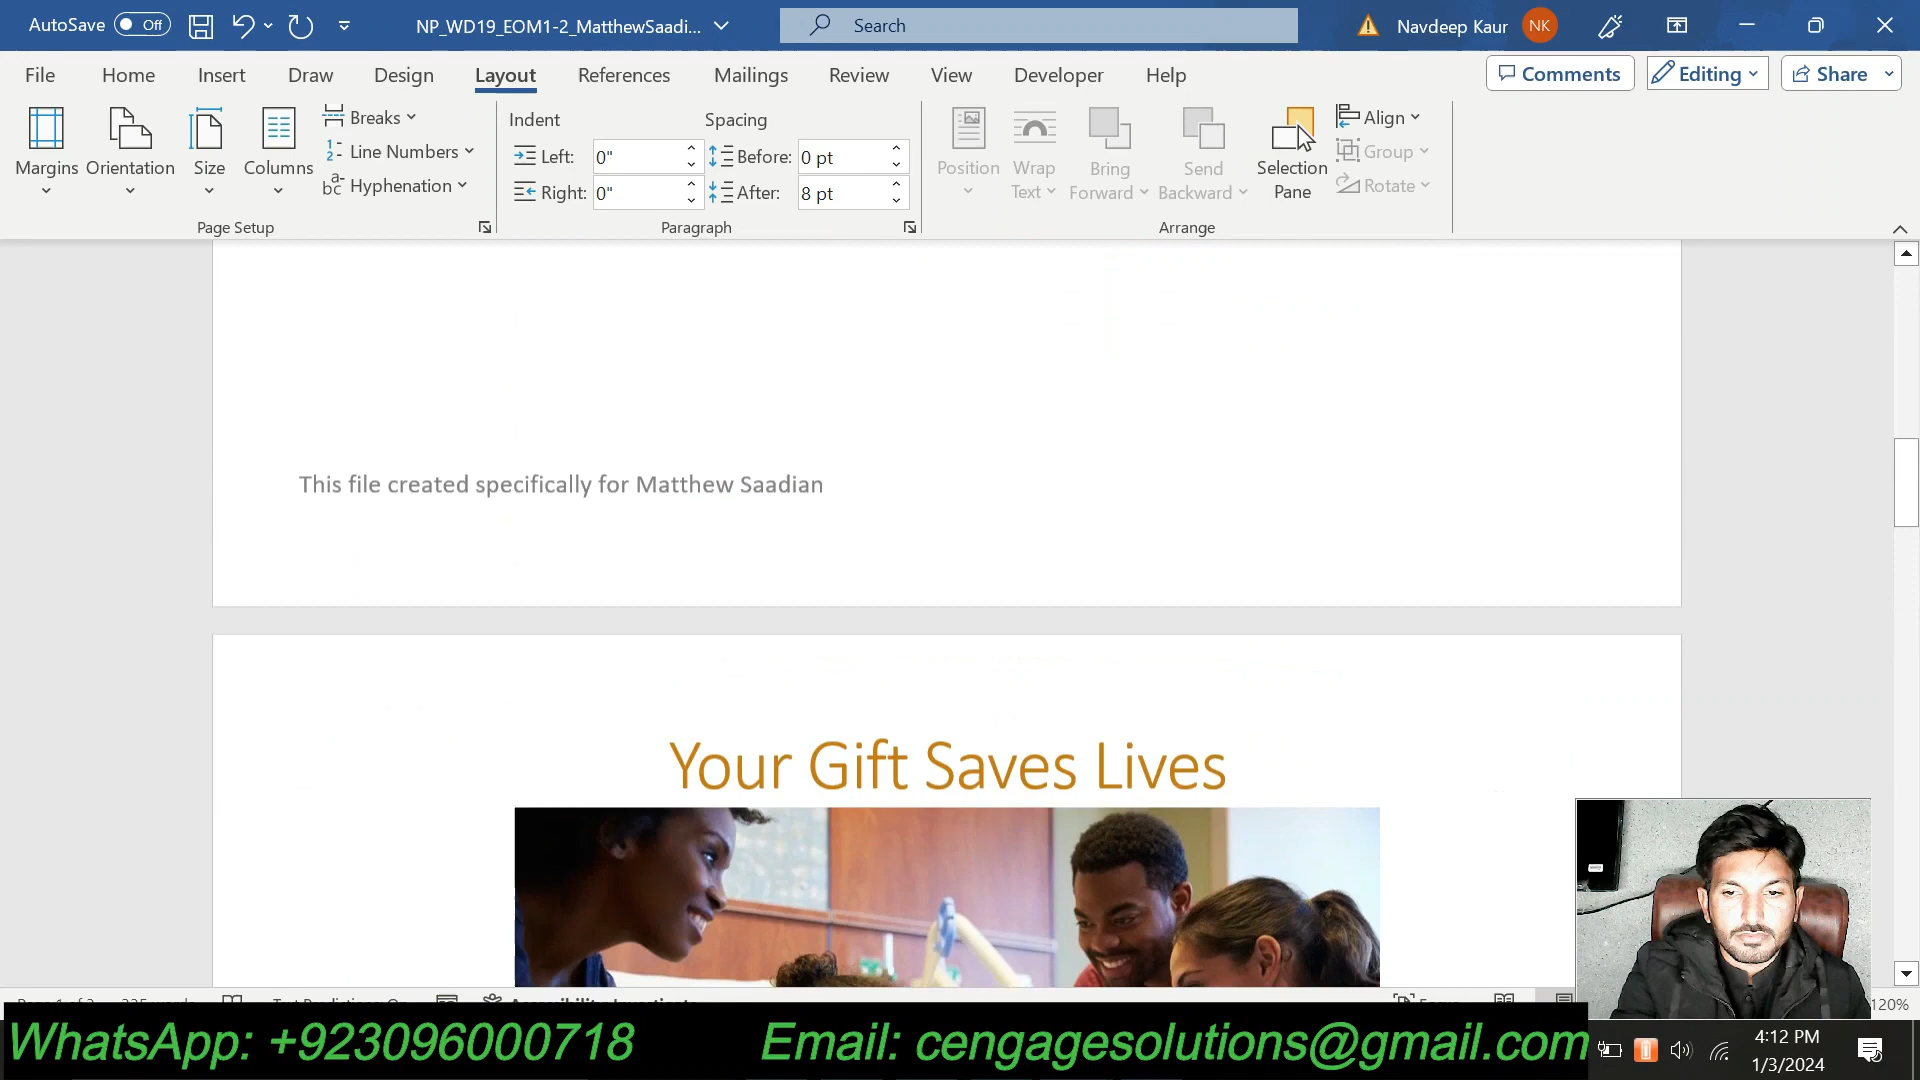 AutoSave Off NP_WD19_EOM1-2_MatthewSaadi... Search Navdeep Kaur NK
File Home Insert Draw Design Layout References Mailings Review View Developer Help Comments Editing Share
Margins Orientation Size Columns
Breaks
Line Numbers
Hyphenation
Page Setup
Indent Spacing
Left: 0" Before: 0 pt
Right: 0" After: 8 pt
Paragraph
Position Wrap Text Bring Forward Send Backward Selection Pane
Align
Group
Rotate
Arrange
This file created specifically for Matthew Saadian
Your Gift Saves Lives
120%
WhatsApp: +923096000718 Email: cengagesolutions@gmail.com
4:12 PM
1/3/2024